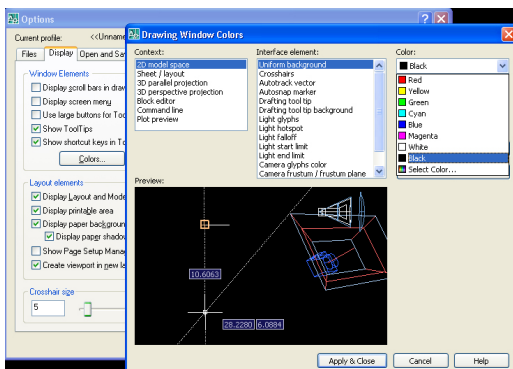 Options
Current profile: <<Unname
Files Display Open and Sav
Window Elements
Display scroll bars in draw
Display screen menu
Use large buttons for Too
Show ToolTips
Show shortcut keys in To
Colors...
Layout elements
Display Layout and Mode
Display printable area
Display paper background
Display paper shadow
Show Page Setup Mana
Create viewport in new la
Crosshair size
5
Drawing Window Colors
Context:
2D model space
Sheet / layout
3D parallel projection
3D perspective projection
Block editor
Command line
Plot preview
Interface element:
Uniform background
Crosshairs
Autotrack vector
Autosnap marker
Drafting tool tip
Drafting tool tip background
Light glyphs
Light hotspot
Light falloff
Light start limit
Light end limit
Camera glyphs color
Camera frustum / frustum plane
Color:
Black
Red
Yellow
Green
Cyan
Blue
Magenta
White
Black
Select Color...
Preview:
10.6063
28.2280 6.0884
Apply & Close Cancel Help